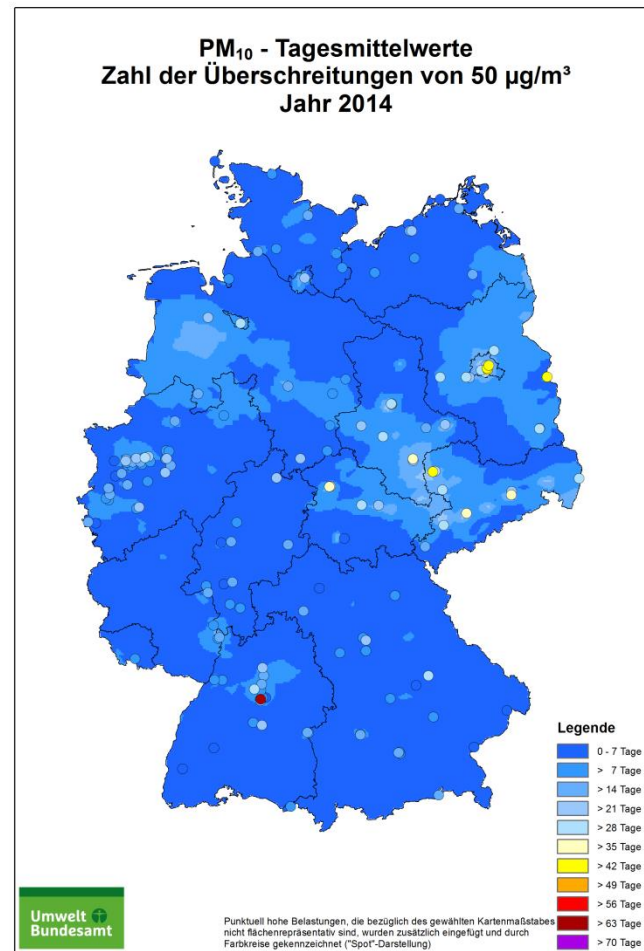 PM₁₀ - Tagesmittelwerte
Zahl der Überschreitungen von 50 µg/m³
Jahr 2014
Legende
0 - 7 Tage
> 7 Tage
> 14 Tage
> 21 Tage
> 28 Tage
> 35 Tage
> 42 Tage
> 49 Tage
> 56 Tage
> 63 Tage
> 70 Tage
Umwelt
Bundesamt
Punktuell hohe Belastungen, die bezüglich des gewählten Kartenmaßstabes
nicht flächenrepräsentativ sind, wurden zusätzlich eingefügt und durch
Farbkreise gekennzeichnet ("Spot"-Darstellung)